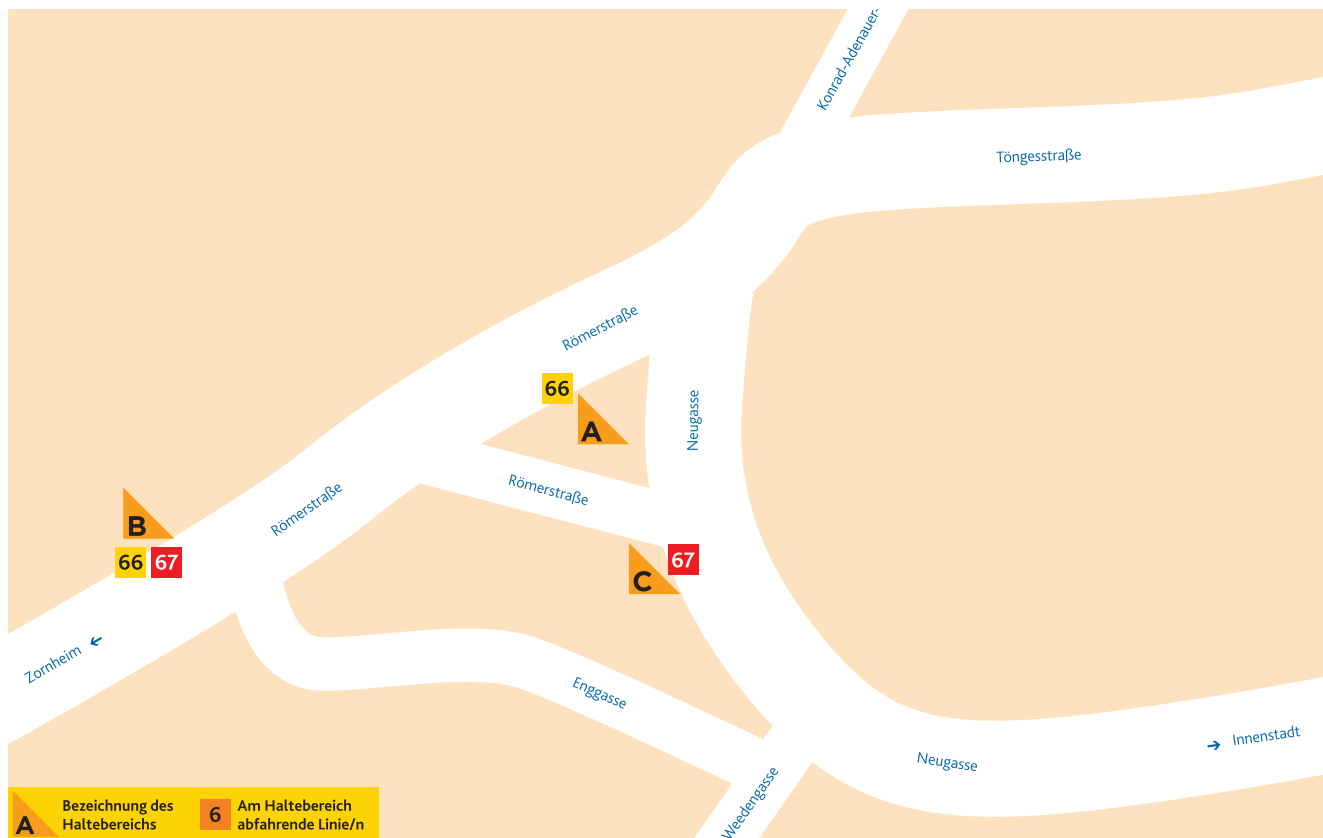 Konrad-Adenauer-
Töngesstraße
Römerstraße
66
A
Neugasse
Römerstraße
Römerstraße
B
66 67
67
C
Zornheim
Enggasse
Neugasse
Innenstadt
Weedengasse
A
Bezeichnung des
Haltebereichs
6
Am Haltebereich
abfahrende Linie/n